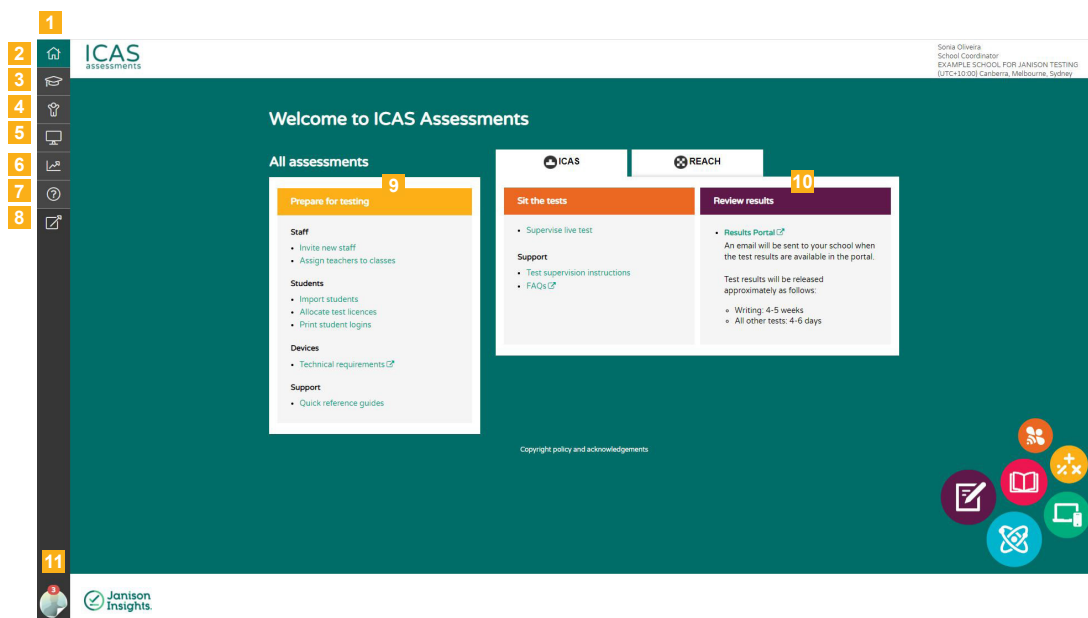 1
2
ICAS
assessments
Sonia Oliveira
School Coordinator
EXAMPLE SCHOOL FOR JANISON TESTING
(UTC+10:00) Canberra, Melbourne, Sydney
3
4
5
6
7
8
Welcome to ICAS Assessments
All assessments
ICAS
REACH
9
Prepare for testing
Staff
• Invite new staff
• Assign teachers to classes
Students
• Import students
• Allocate test licences
• Print student logins
Devices
• Technical requirements
Support
• Quick reference guides
Sit the tests
• Supervise live test
Support
• Test supervision instructions
• FAQs
10
Review results
• Results Portal
An email will be sent to your school when
the test results are available in the portal.
Test results will be released
approximately as follows:
Writing: 4-5 weeks
All other tests: 4-6 days
Copyright policy and acknowledgements
11
3
Janison
Insights.